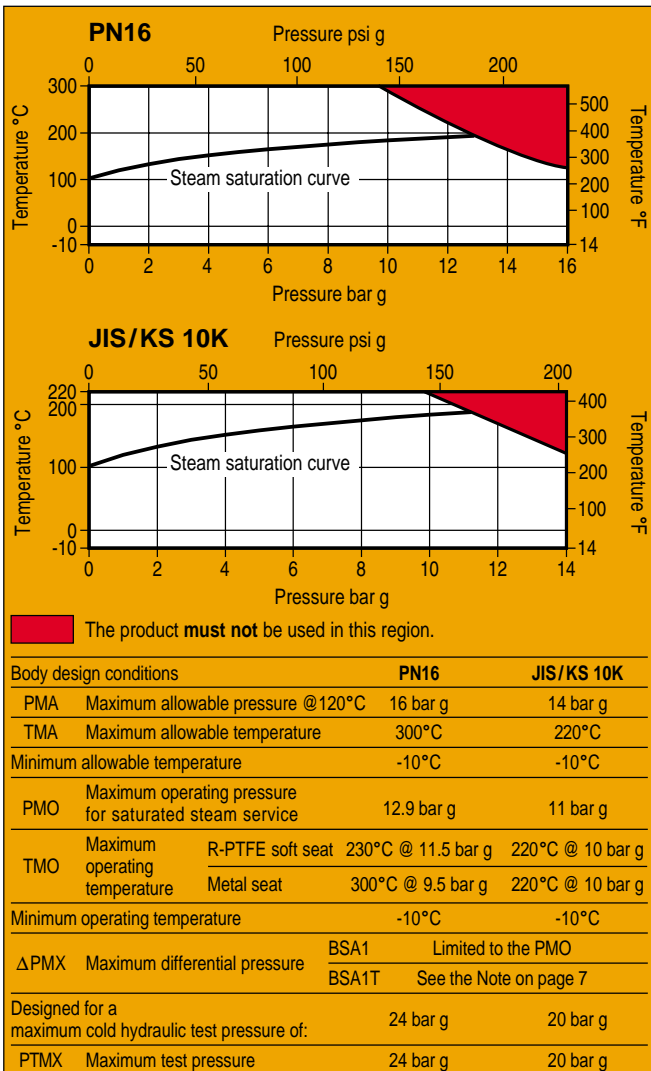 PN16 Pressure psi g
0 50 100 150 200
300
200
100
0
-10
Temperature °C
Steam saturation curve
500
400
300
200
100
14
Temperature °F
0 2 4 6 8 10 12 14 16
Pressure bar g
JIS/KS 10K Pressure psi g
0 50 100 150 200
220
200
100
0
-10
Temperature °C
Steam saturation curve
400
300
200
100
14
Temperature °F
0 2 4 6 8 10 12 14
Pressure bar g
The product must not be used in this region.
Body design conditions PN16 JIS/KS 10K
PMA Maximum allowable pressure @120°C 16 bar g 14 bar g
TMA Maximum allowable temperature 300°C 220°C
Minimum allowable temperature -10°C -10°C
PMO Maximum operating pressure
for saturated steam service 12.9 bar g 11 bar g
TMO Maximum
operating
temperature
R-PTFE soft seat 230°C @ 11.5 bar g 220°C @ 10 bar g
Metal seat 300°C @ 9.5 bar g 220°C @ 10 bar g
Minimum operating temperature -10°C -10°C
ΔPMX Maximum differential pressure
BSA1 Limited to the PMO
BSA1T See the Note on page 7
Designed for a
maximum cold hydraulic test pressure of: 24 bar g 20 bar g
PTMX Maximum test pressure 24 bar g 20 bar g